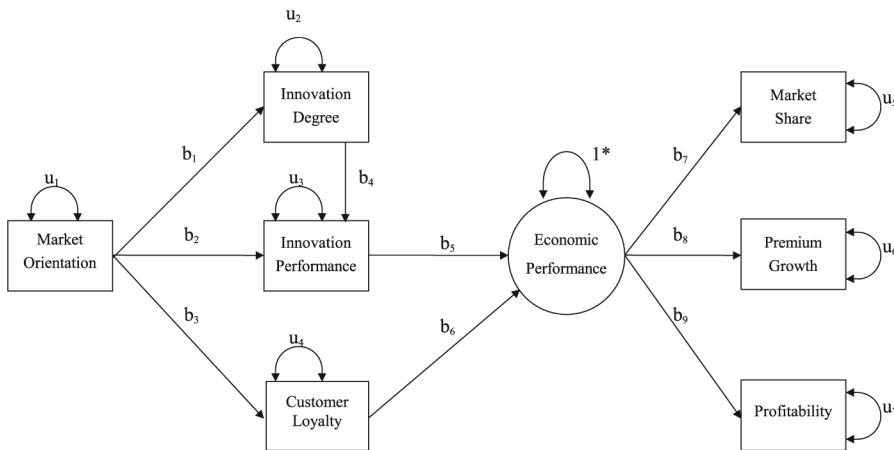 u₂
Innovation
Degree
Market
Share
u₅
b₁
b₄
b₇
1*
u₁
u₃
Market
Orientation
b₂
Innovation
Performance
b₅
Economic
Performance
b₈
Premium
Growth
b₃
b₆
b₉
u₄
Customer
Loyalty
Profitability